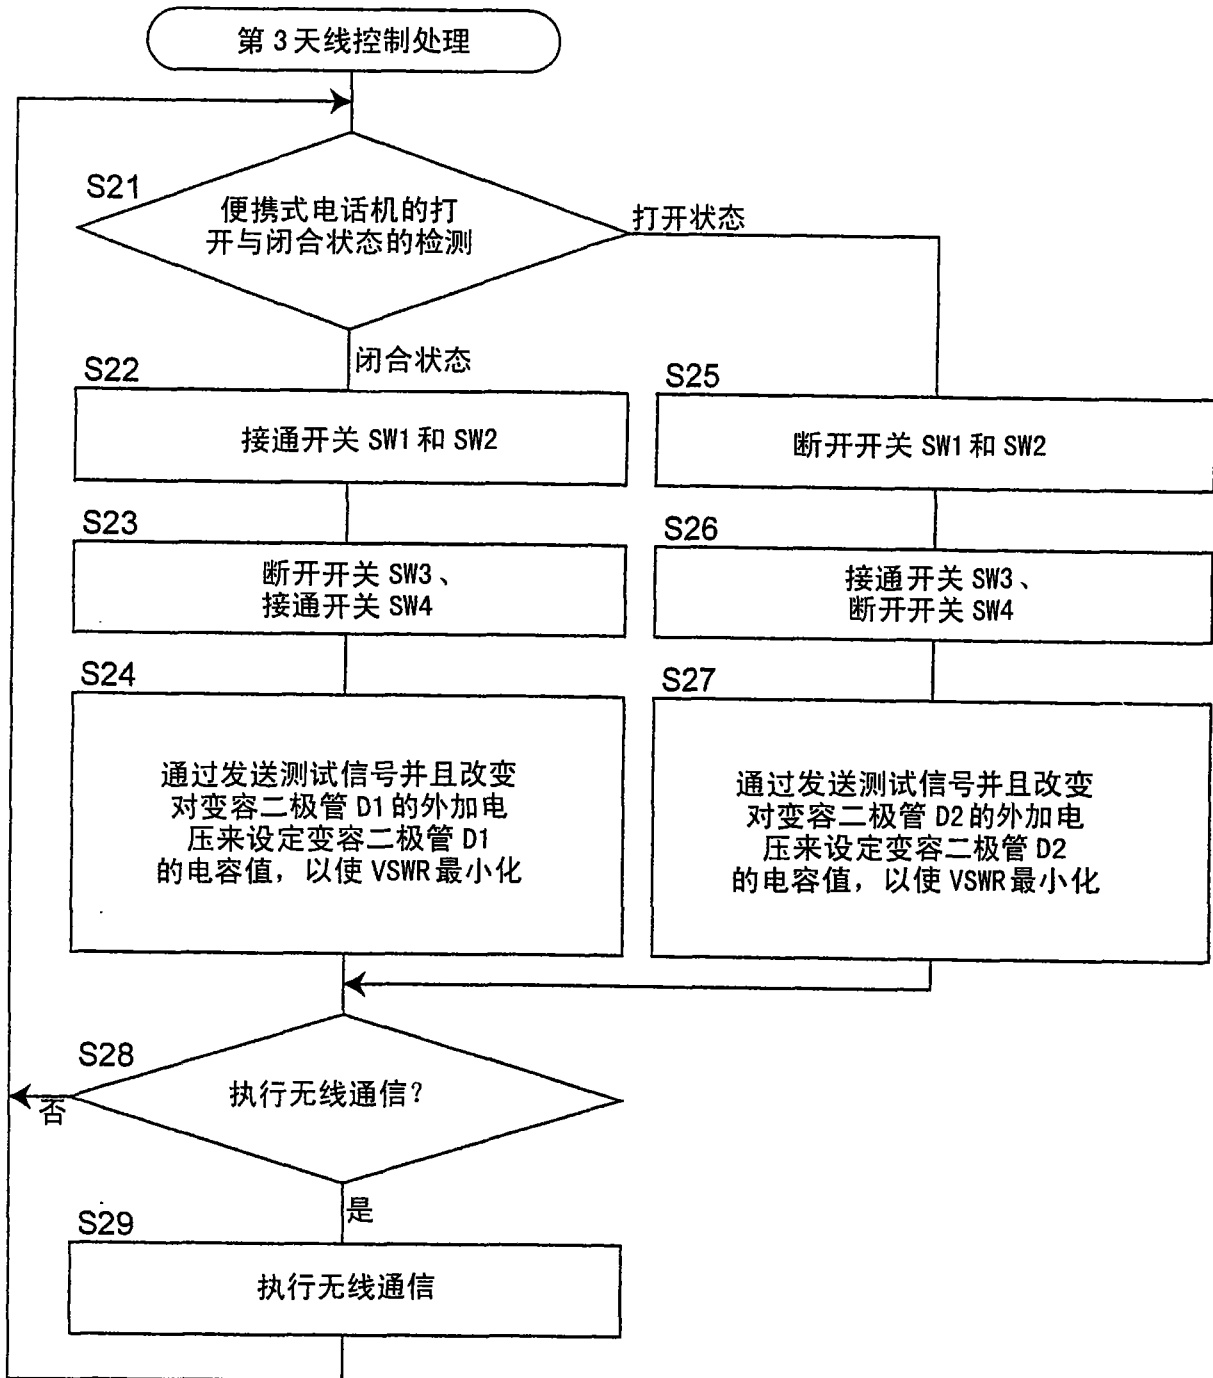 第3天线控制处理
S21
便携式电话机的打
开与闭合状态的检测
打开状态
闭合状态
S22
接通开关 SW1 和 SW2
S23
断开开关 SW3、
接通开关 SW4
S24
通过发送测试信号并且改变
对变容二极管 D1 的外加电
压来设定变容二极管 D1
的电容值，以使 VSWR 最小化
S25
断开开关 SW1 和 SW2
S26
接通开关 SW3、
断开开关 SW4
S27
通过发送测试信号并且改变
对变容二极管 D2 的外加电
压来设定变容二极管 D2
的电容值，以使 VSWR 最小化
S28
执行无线通信？
否
是
S29
执行无线通信